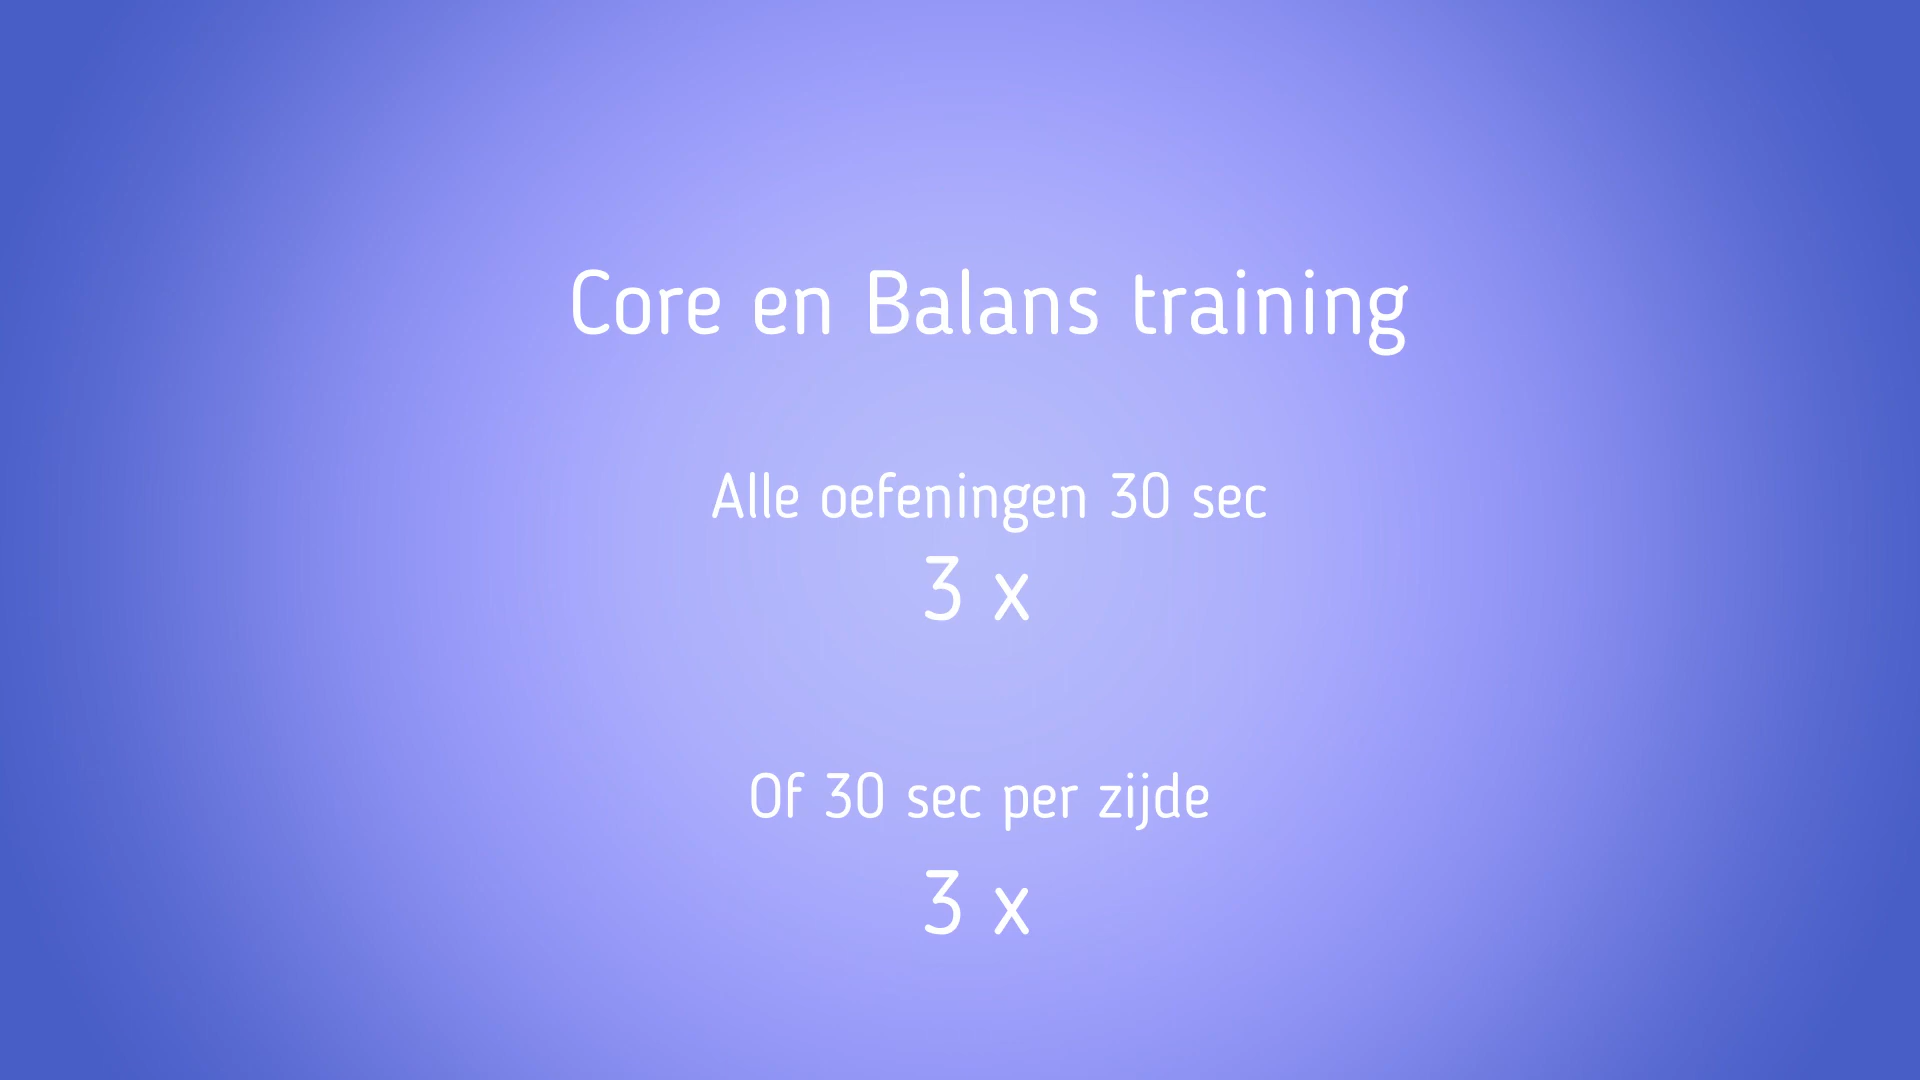 Core en Balans training
Alle oefeningen 30 sec
3 x
Of 30 sec per zijde
3 x